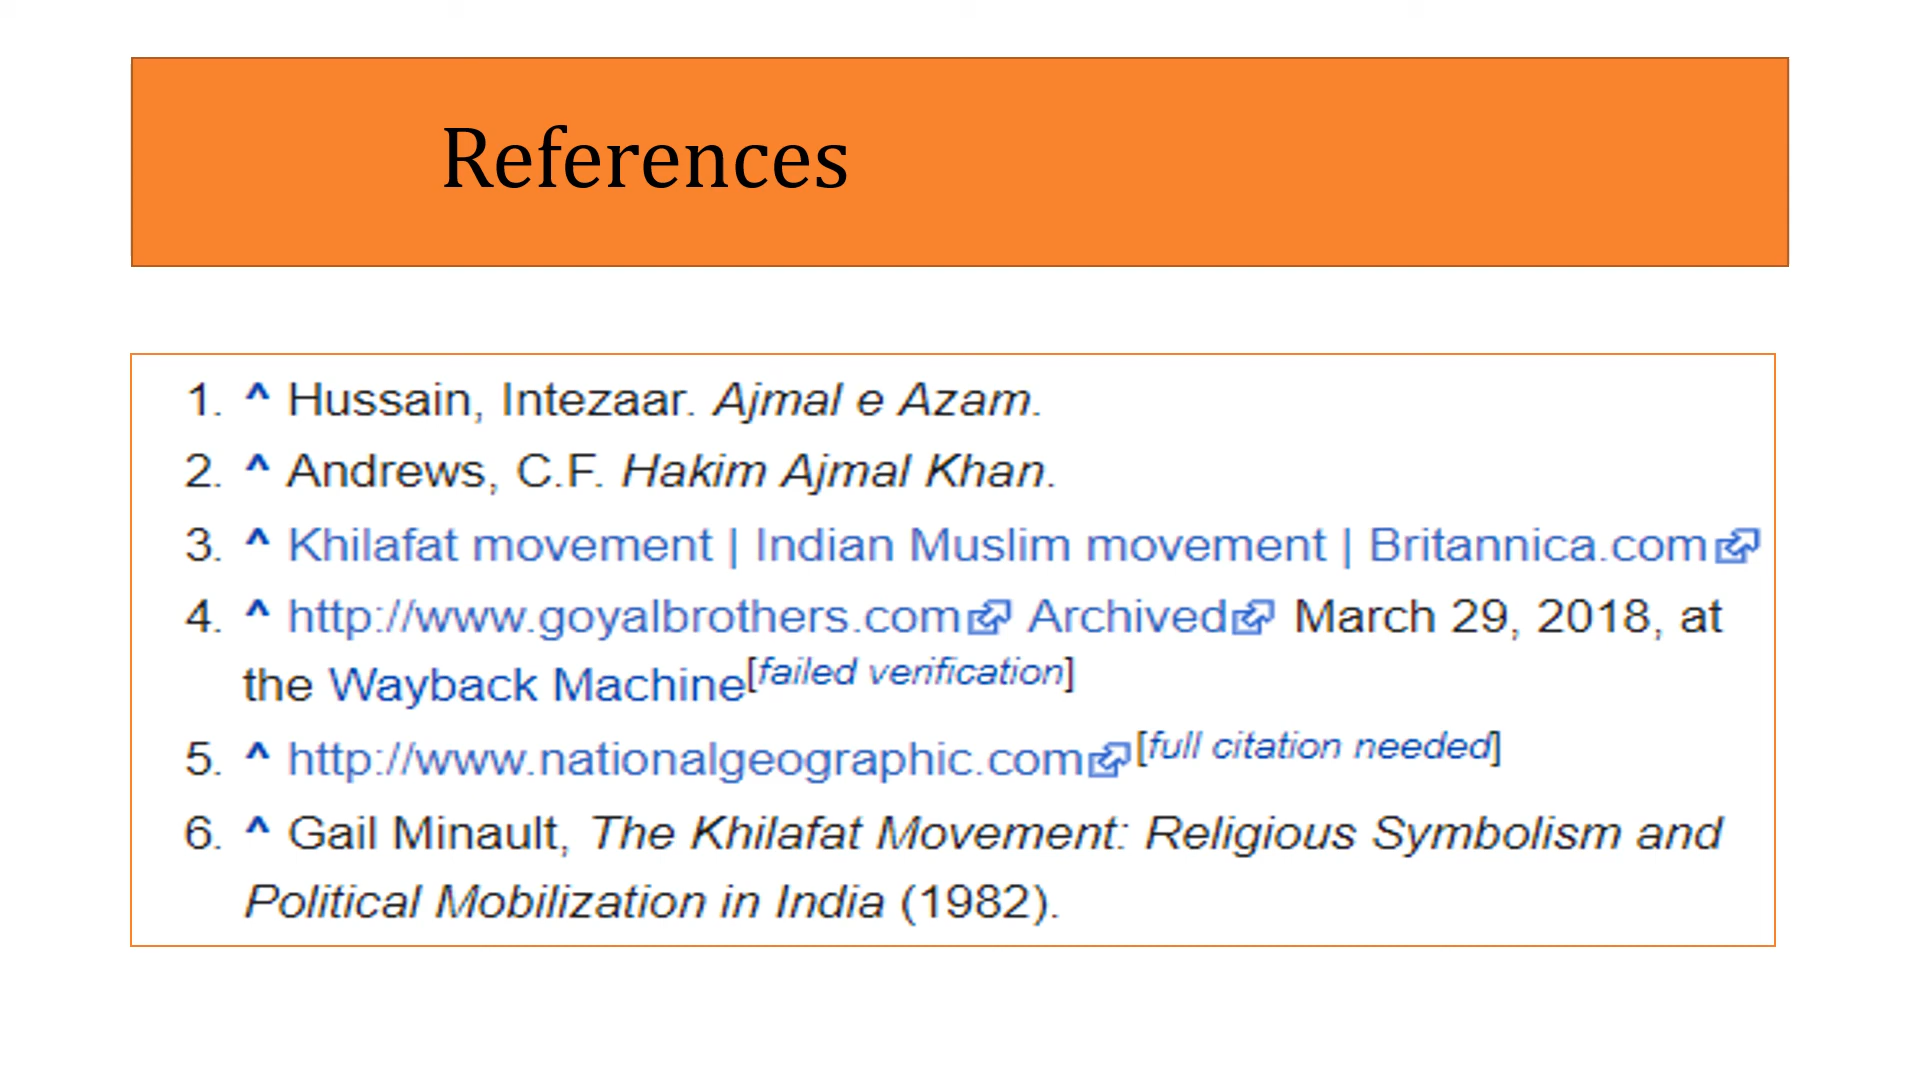 References
1. ^ Hussain, Intezaar. Ajmal e Azam.
2. ^ Andrews, C.F. Hakim Ajmal Khan.
3. ^ Khilafat movement | Indian Muslim movement | Britannica.com
4. ^ http://www.goyalbrothers.com Archived March 29, 2018, at
the Wayback Machine[failed verification]
5. ^ http://www.nationalgeographic.com[full citation needed]
6. ^ Gail Minault, The Khilafat Movement: Religious Symbolism and
Political Mobilization in India (1982).